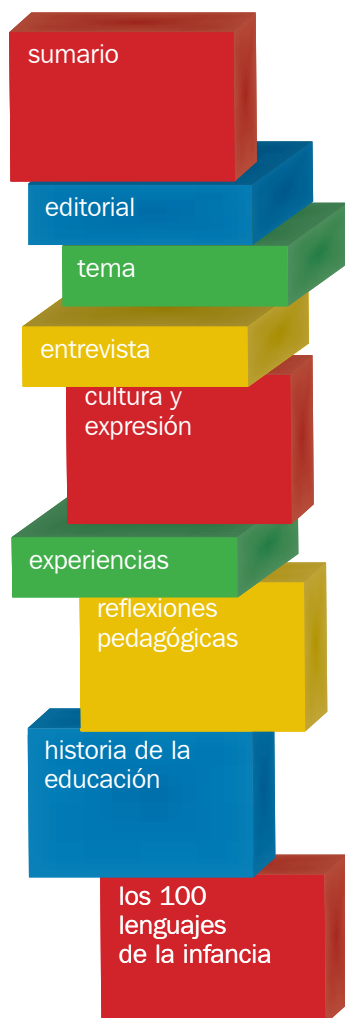 sumario
editorial
tema
entrevista
cultura y
expresión
experiencias
reflexiones
pedagógicas
historia de la
educación
los 100
lenguajes
de la infancia